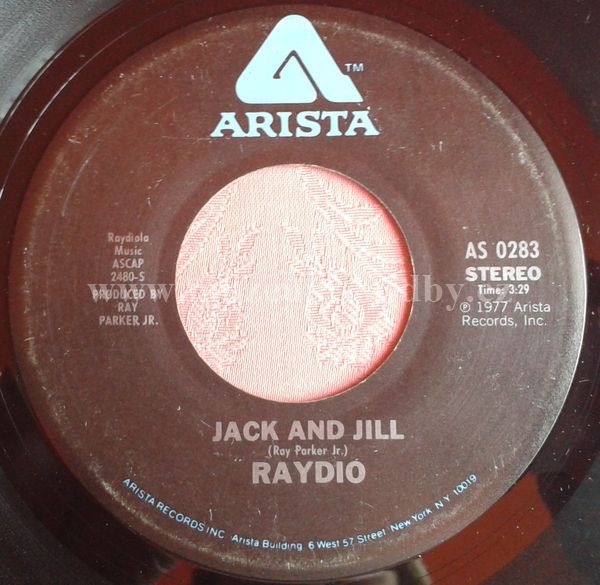 TM
ARISTA
Raydiola
Music
ASCAP
2480-S
PRODUCED BY
RAY
PARKER JR.
AS 0283
STEREO
Time: 3:29
℗ 1977 Arista
Records, Inc.
JACK AND JILL
(Ray Parker Jr.)
RAYDIO
ARISTA RECORDS INC Arista Building 6 West 57 Street New York N Y 10019